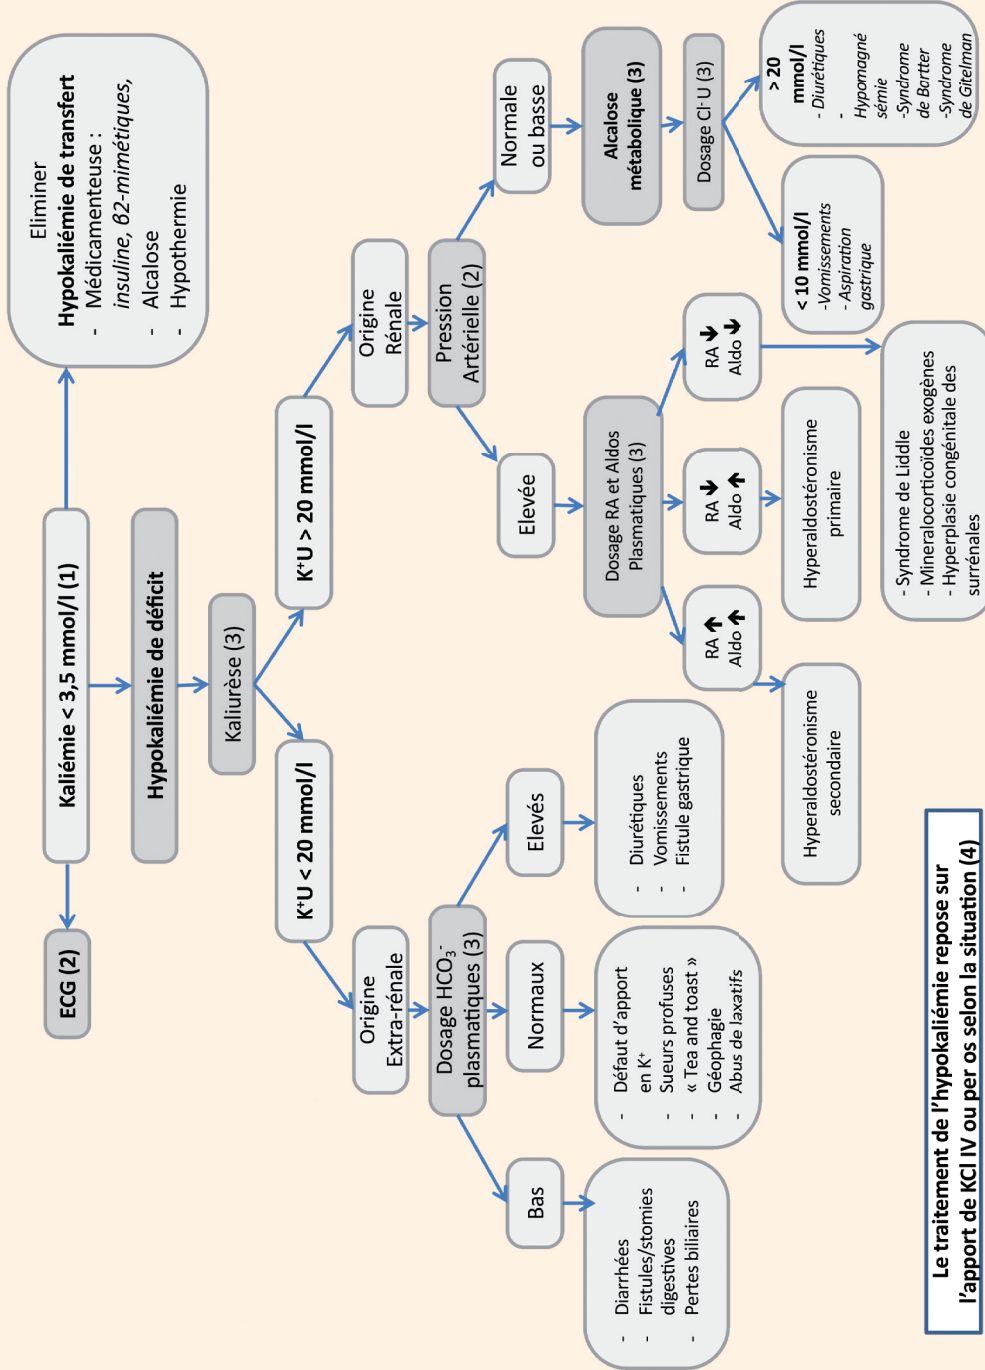 ECG (2)
Kaliémie < 3,5 mmol/l (1)
Eliminer
Hypokaliémie de transfert
- Médicamenteuse :
insuline, β2-mimétiques,
- Alcalose
- Hypothermie
Hypokaliémie de déficit
Kaliurèse (3)
K⁺U < 20 mmol/l
K⁺U > 20 mmol/l
Origine
Extra-rénale
Dosage HCO₃⁻
plasmatiques (3)
Bas
Normaux
Elevés
- Diarrhées
- Fistules/stomies
digestives
- Pertes biliaires
- Défaut d'apport
en K⁺
- Sueurs profuses
- « Tea and toast »
- Géophagie
- Abus de laxatifs
- Diurétiques
- Vomissements
- Fistule gastrique
Origine
Rénale
Pression
Artérielle (2)
Elevée
Normale
ou basse
Dosage RA et Aldos
Plasmatiques (3)
RA ↑
Aldo ↑
RA ↓
Aldo ↑
RA ↓
Aldo ↓
Hyperaldostéronisme
secondaire
Hyperaldostéronisme
primaire
- Syndrome de Liddle
- Mineralocorticoïdes exogènes
- Hyperplasie congénitale des
surrénales
Alcalose
métabolique (3)
Dosage Cl⁻ U (3)
< 10 mmol/l
-Vomissements
- Aspiration
gastrique
> 20
mmol/l
- Diurétiques
-
Hypomagné
sémie
-Syndrome
de Bartter
-Syndrome
de Gitelman
Le traitement de l'hypokaliémie repose sur
l'apport de KCl IV ou per os selon la situation (4)